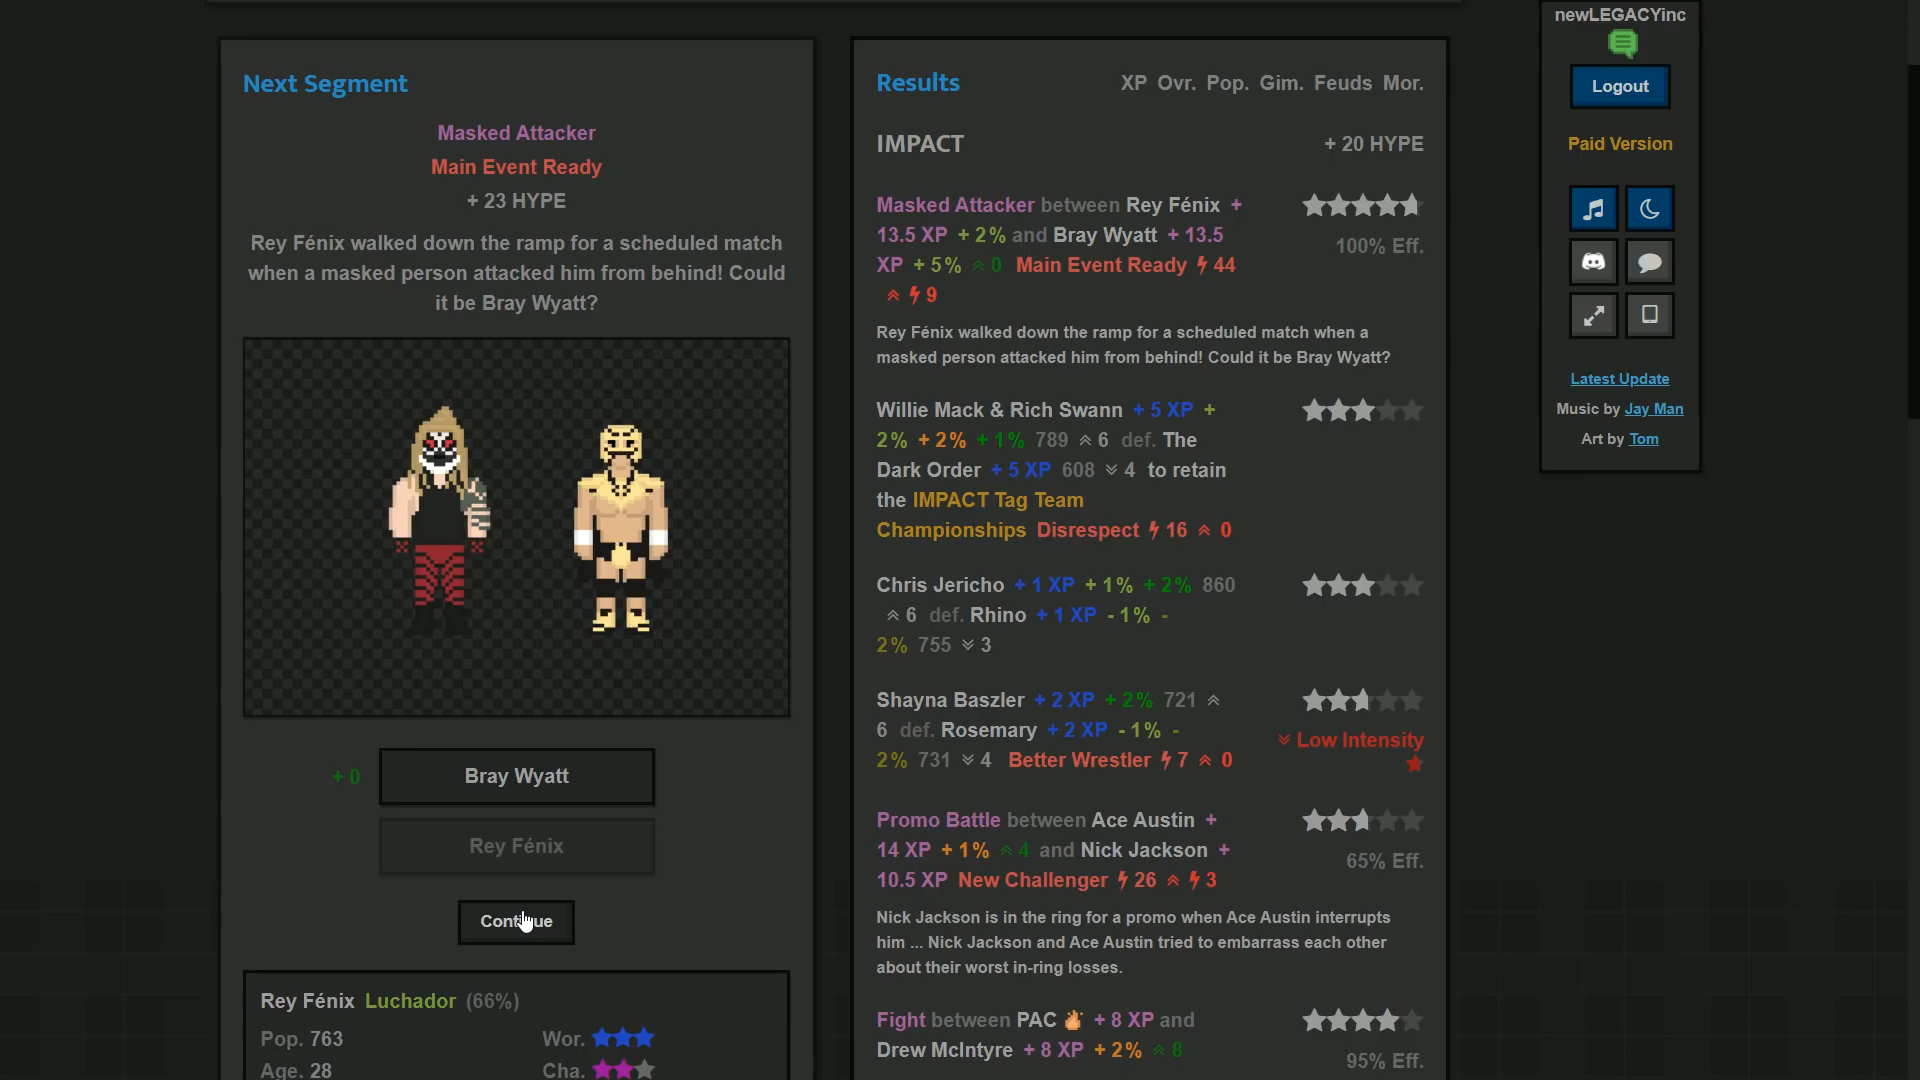 newLEGACYinc
Logout
Paid Version
Latest Update
Music by Jay Man
Art by Tom
Next Segment
Masked Attacker
Main Event Ready
+ 23 HYPE
Rey Fénix walked down the ramp for a scheduled match
when a masked person attacked him from behind! Could
it be Bray Wyatt?
+ 0 Bray Wyatt
Rey Fénix
Continue
Rey Fénix Luchador (66%)
Pop. 763 Wor.
Age. 28 Cha.
Results XP Ovr. Pop. Gim. Feuds Mor.
IMPACT + 20 HYPE
Masked Attacker between Rey Fénix +
13.5 XP + 2% and Bray Wyatt + 13.5
XP + 5% 0 Main Event Ready 44
9
100% Eff.
Rey Fénix walked down the ramp for a scheduled match when a
masked person attacked him from behind! Could it be Bray Wyatt?
Willie Mack & Rich Swann + 5 XP +
2% + 2% + 1% 789 6 def. The
Dark Order + 5 XP 608 4 to retain
the IMPACT Tag Team
Championships Disrespect 16 0
Chris Jericho + 1 XP + 1% + 2% 860
6 def. Rhino + 1 XP - 1% -
2% 755 3
Shayna Baszler + 2 XP + 2% 721
6 def. Rosemary + 2 XP - 1% -
2% 731 4 Better Wrestler 7 0
Low Intensity
Promo Battle between Ace Austin +
14 XP + 1% 4 and Nick Jackson +
10.5 XP New Challenger 26 3
65% Eff.
Nick Jackson is in the ring for a promo when Ace Austin interrupts
him ... Nick Jackson and Ace Austin tried to embarrass each other
about their worst in-ring losses.
Fight between PAC + 8 XP and
Drew McIntyre + 8 XP + 2% 8
95% Eff.